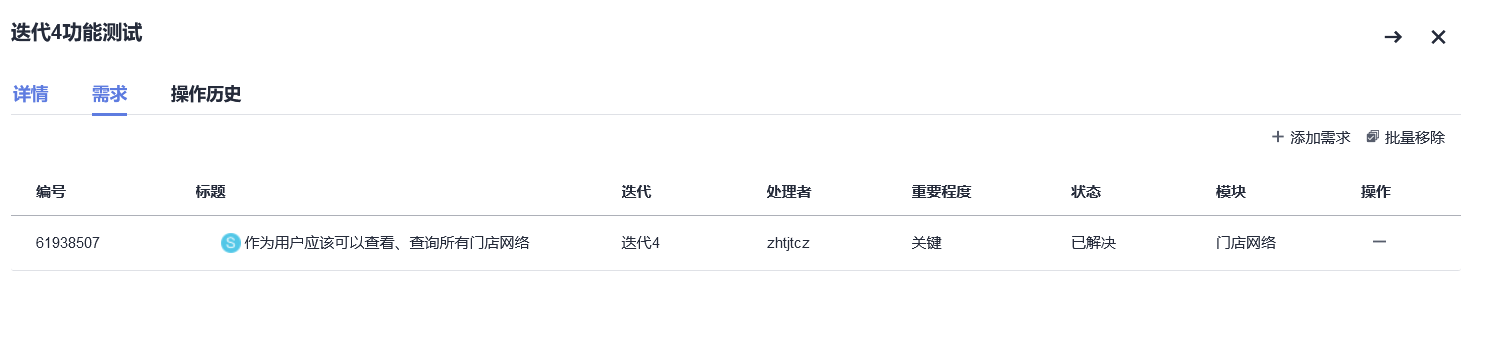 迭代4功能测试
详情 需求 操作历史
添加需求 批量移除
编号 标题 迭代 处理者 重要程度 状态 模块 操作
61938507 S 作为用户应该可以查看、查询所有门店网络 迭代4 zhtjtcz 关键 已解决 门店网络